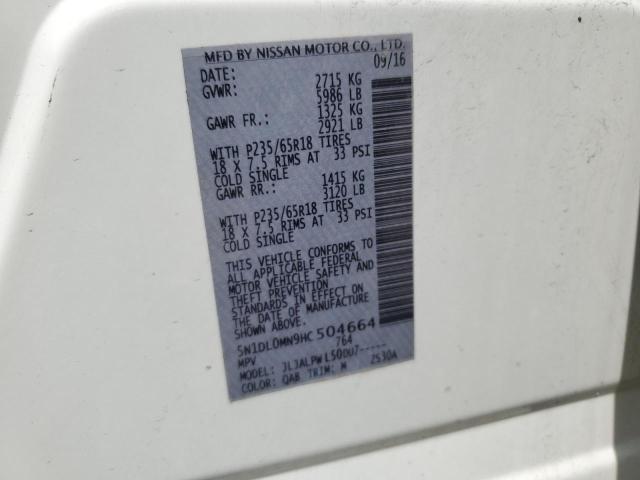 MFD BY NISSAN MOTOR CO., LTD.
DATE: 09/16
GVWR: 2715 KG
5986 LB
GAWR FR.: 1325 KG
2921 LB
WITH P235/65R18 TIRES
18 X 7.5 RIMS AT 33 PSI
COLD SINGLE
GAWR RR.: 1415 KG
3120 LB
WITH P235/65R18 TIRES
18 X 7.5 RIMS AT 33 PSI
COLD SINGLE
THIS VEHICLE CONFORMS TO
ALL APPLICABLE FEDERAL
MOTOR VEHICLE SAFETY AND
THEFT PREVENTION
STANDARDS IN EFFECT ON
THE DATE OF MANUFACTURE
SHOWN ABOVE.
5N1DL0MN9HC504664
MPV 764
MODEL: JLJALPWL50UU7-----
COLOR: QAB TRIM: M ZS30A